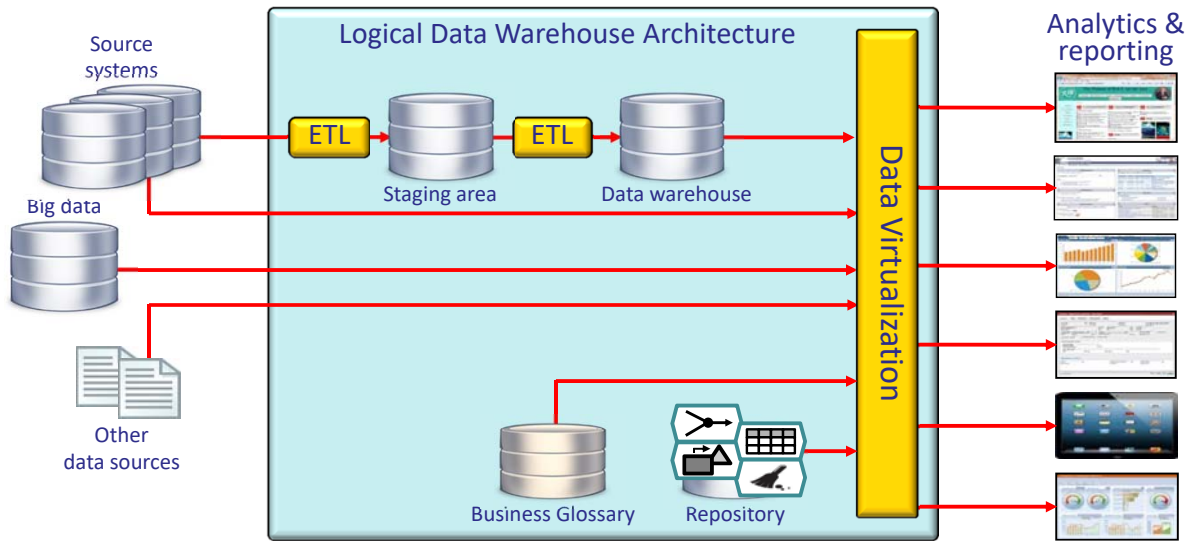 Logical Data Warehouse Architecture
Analytics &
reporting
Source
systems
ETL
ETL
Staging area
Data warehouse
Big data
Data Virtualization
Other
data sources
Business Glossary
Repository